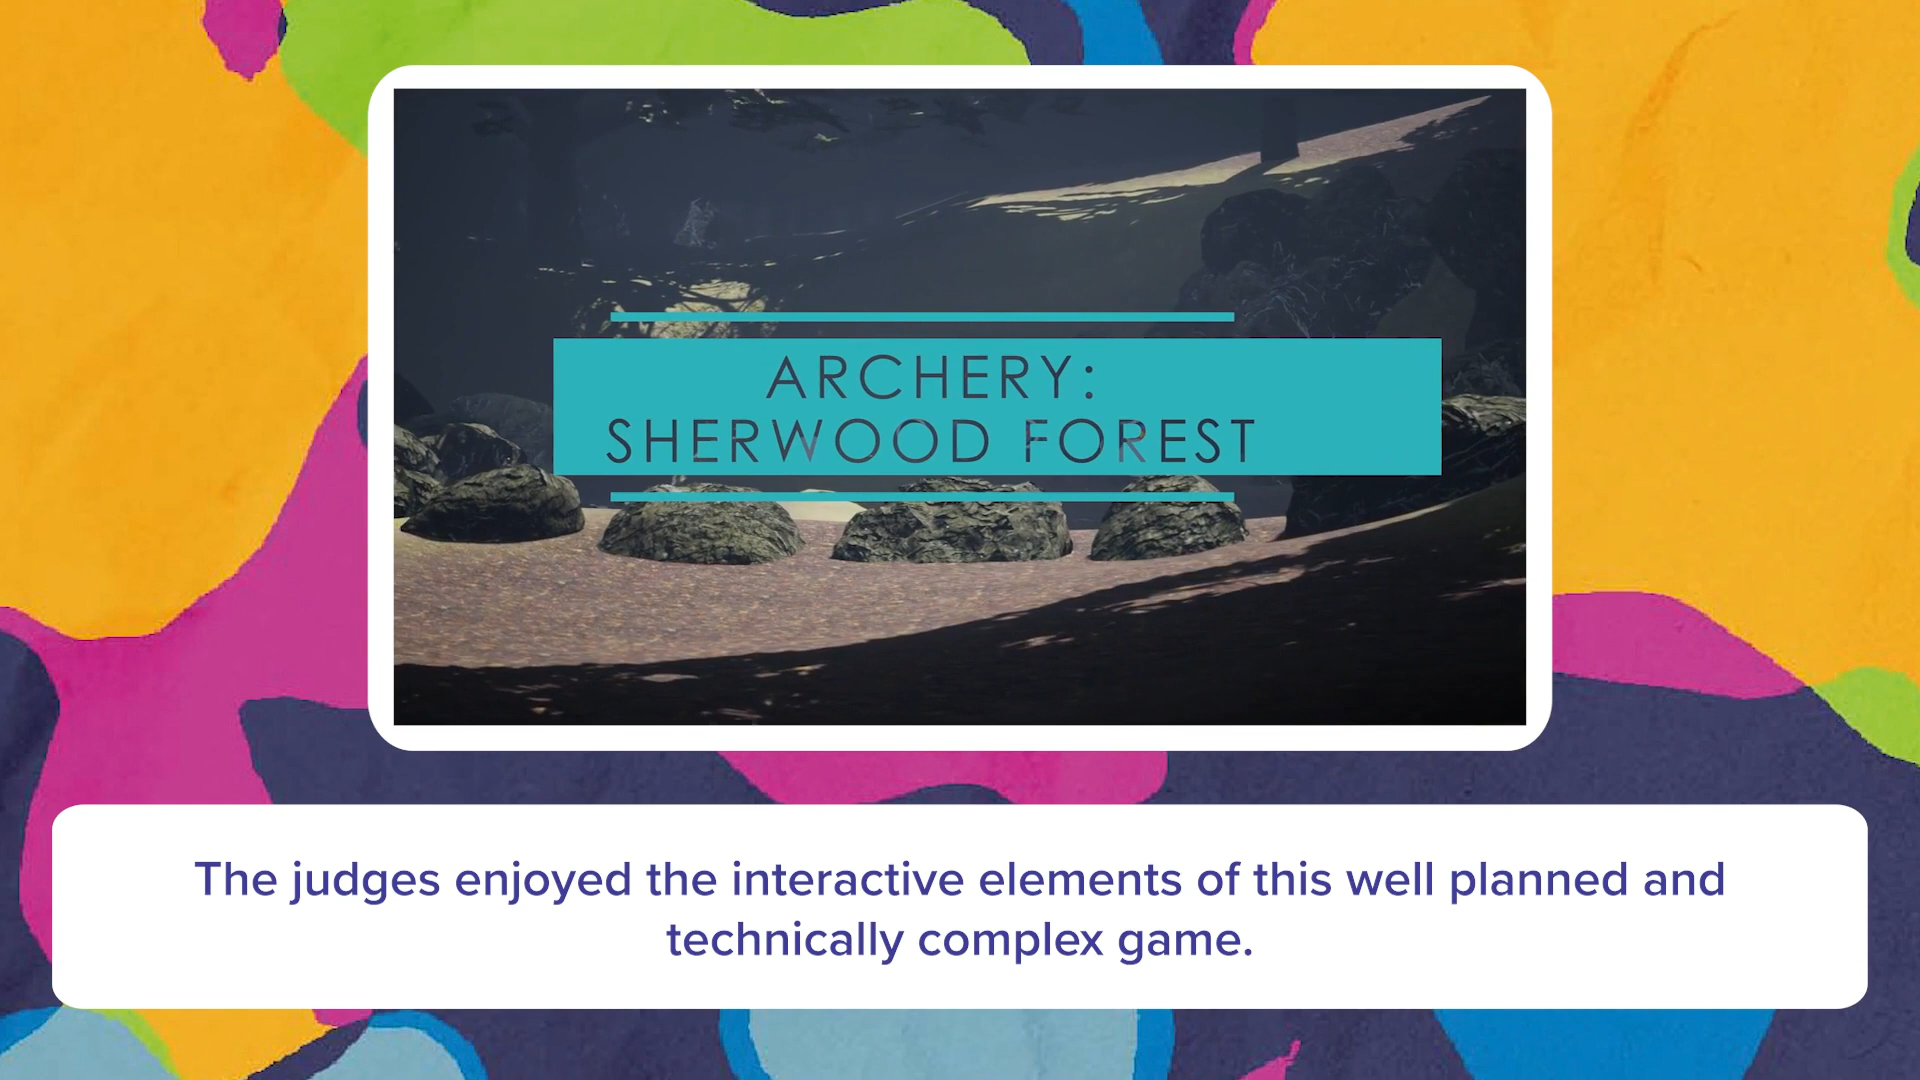 ARCHERY:
SHERWOOD FOREST
The judges enjoyed the interactive elements of this well planned and
technically complex game.